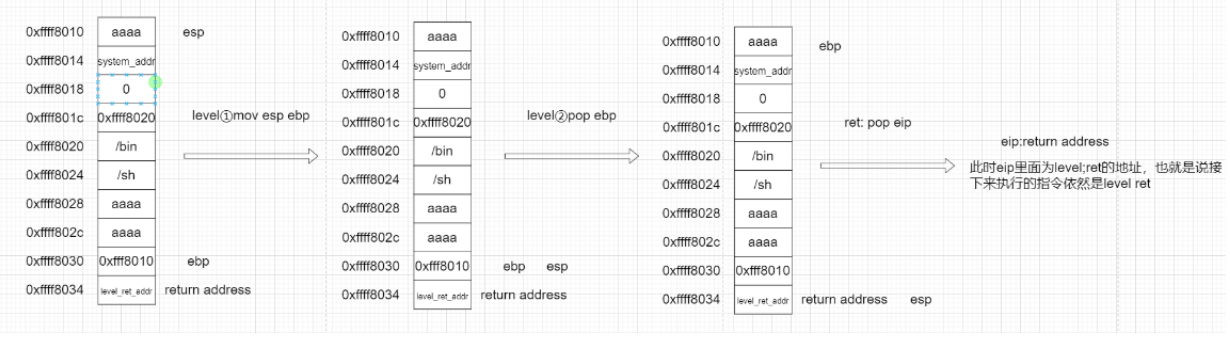 0xffff8010 aaaa esp
0xffff8014 system_addr
0xffff8018 0
0xffff801c 0xffff8020
0xffff8020 /bin
0xffff8024 /sh
0xffff8028 aaaa
0xffff802c aaaa
0xffff8030 0xfff8010 ebp
0xffff8034 level_ret_addr return address
level①mov esp ebp
0xffff8010 aaaa
0xffff8014 system_addr
0xffff8018 0
0xffff801c 0xffff8020
0xffff8020 /bin
0xffff8024 /sh
0xffff8028 aaaa
0xffff802c aaaa
0xffff8030 0xfff8010 ebp esp
0xffff8034 level_ret_addr return address
level②pop ebp
0xffff8010 aaaa ebp
0xffff8014 system_addr
0xffff8018 0
0xffff801c 0xffff8020
0xffff8020 /bin
0xffff8024 /sh
0xffff8028 aaaa
0xffff802c aaaa
0xffff8030 0xfff8010
0xffff8034 level_ret_addr return address esp
ret: pop eip
eip:return address
此时eip里面为level;ret的地址，也就是说接
下来执行的指令依然是level ret